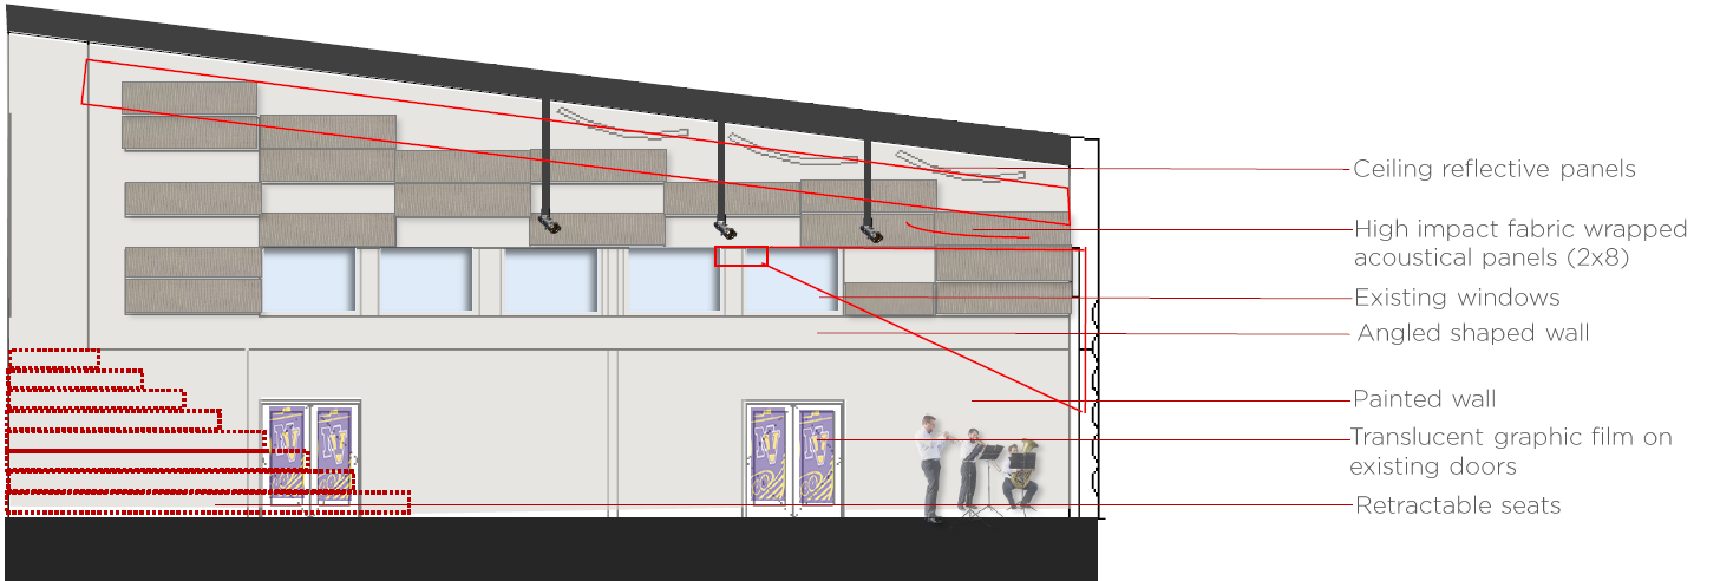 Ceiling reflective panels
High impact fabric wrapped
acoustical panels (2x8)
Existing windows
Angled shaped wall
Painted wall
Translucent graphic film on
existing doors
Retractable seats